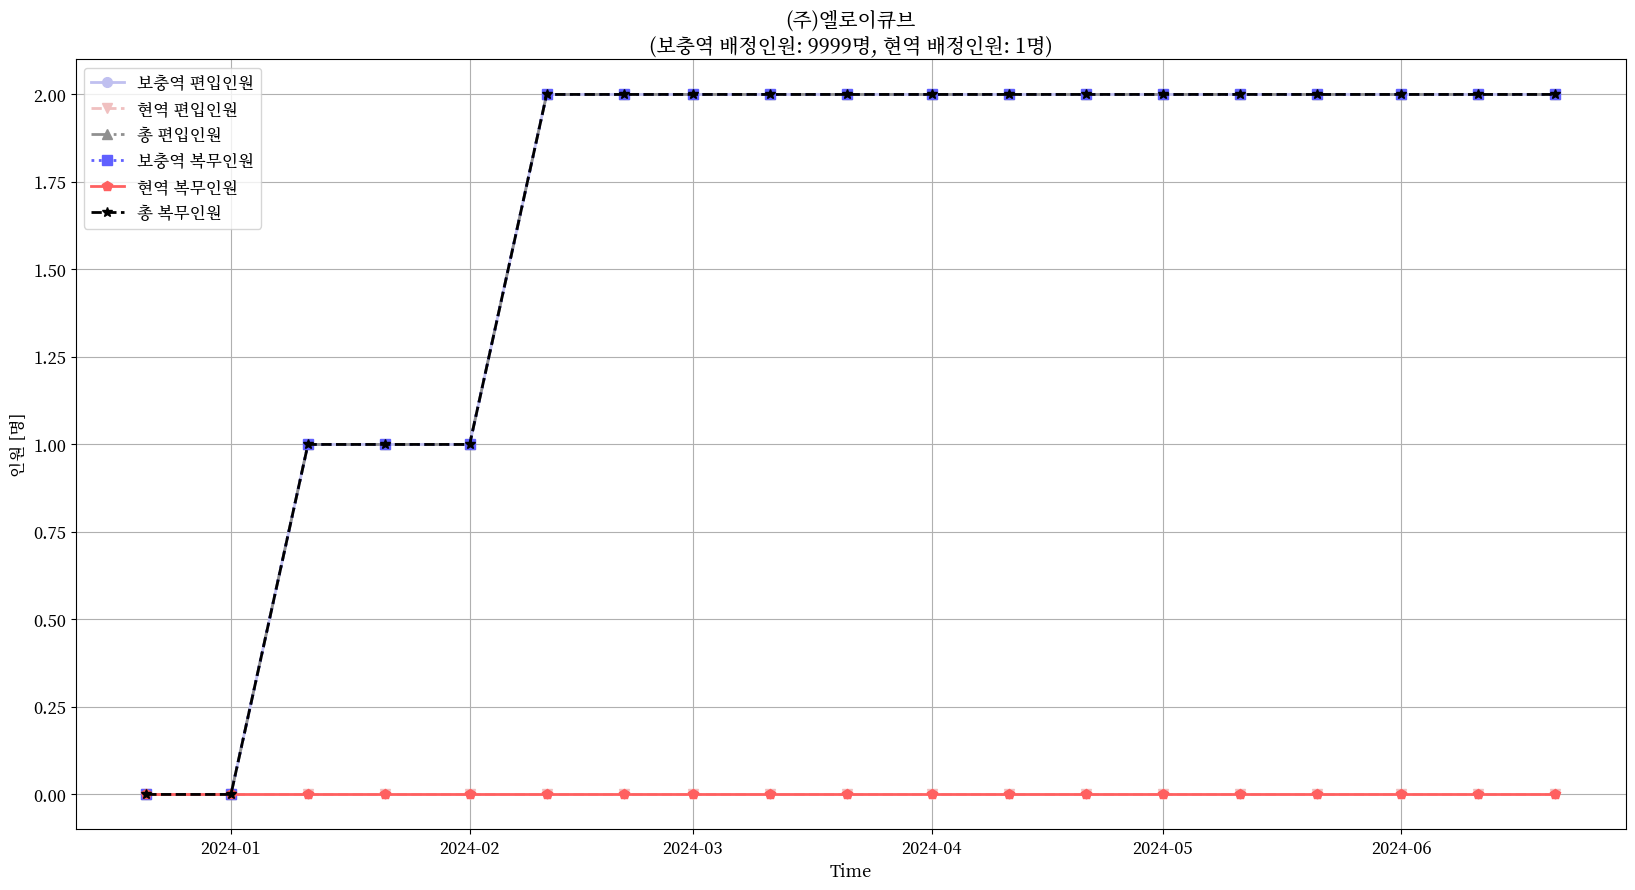 (주)엘로이큐브
(보충역 배정인원: 9999명, 현역 배정인원: 1명)
보충역 편입인원
현역 편입인원
총 편입인원
보충역 복무인원
현역 복무인원
총 복무인원
2.00
1.75
1.50
1.25
1.00
0.75
0.50
0.25
0.00
인원 [명]
2024-01 2024-02 2024-03 2024-04 2024-05 2024-06
Time